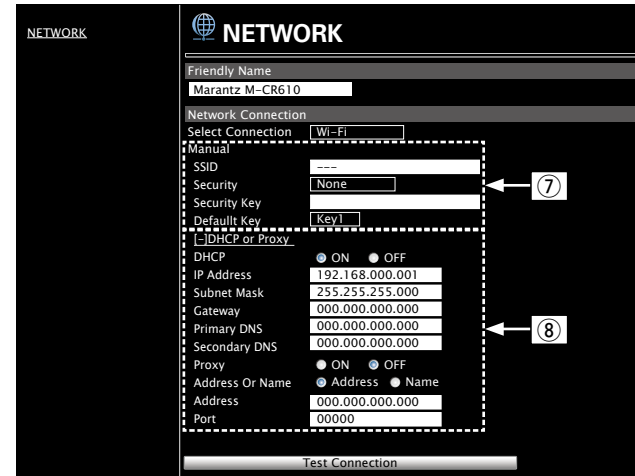 NETWORK
NETWORK
Friendly Name
Marantz M-CR610
Network Connection
Select Connection Wi-Fi
Manual
SSID ---
Security None
⑦
Security Key
Defaullt Key Key1
[-]DHCP or Proxy
DHCP ON OFF
IP Address 192.168.000.001
Subnet Mask 255.255.255.000
Gateway 000.000.000.000
Primary DNS 000.000.000.000
⑧
Secondary DNS 000.000.000.000
Proxy ON OFF
Address Or Name Address Name
Address 000.000.000.000
Port 00000
Test Connection